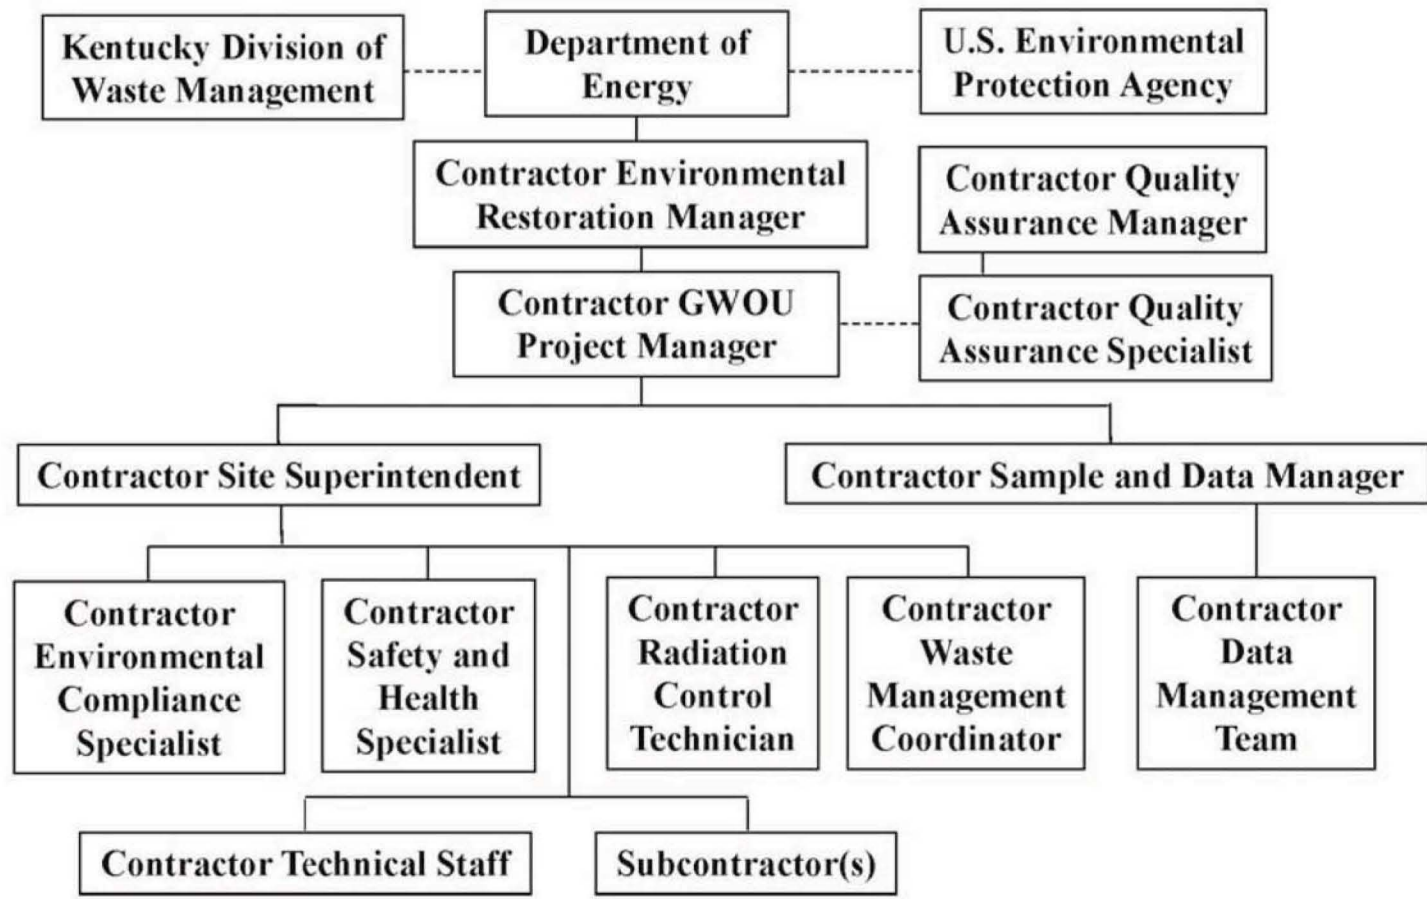 Kentucky Division of
Waste Management
Department of
Energy
U.S. Environmental
Protection Agency
Contractor Environmental
Restoration Manager
Contractor Quality
Assurance Manager
Contractor GWOU
Project Manager
Contractor Quality
Assurance Specialist
Contractor Site Superintendent
Contractor Sample and Data Manager
Contractor
Environmental
Compliance
Specialist
Contractor
Safety and
Health
Specialist
Contractor
Radiation
Control
Technician
Contractor
Waste
Management
Coordinator
Contractor
Data
Management
Team
Contractor Technical Staff
Subcontractor(s)